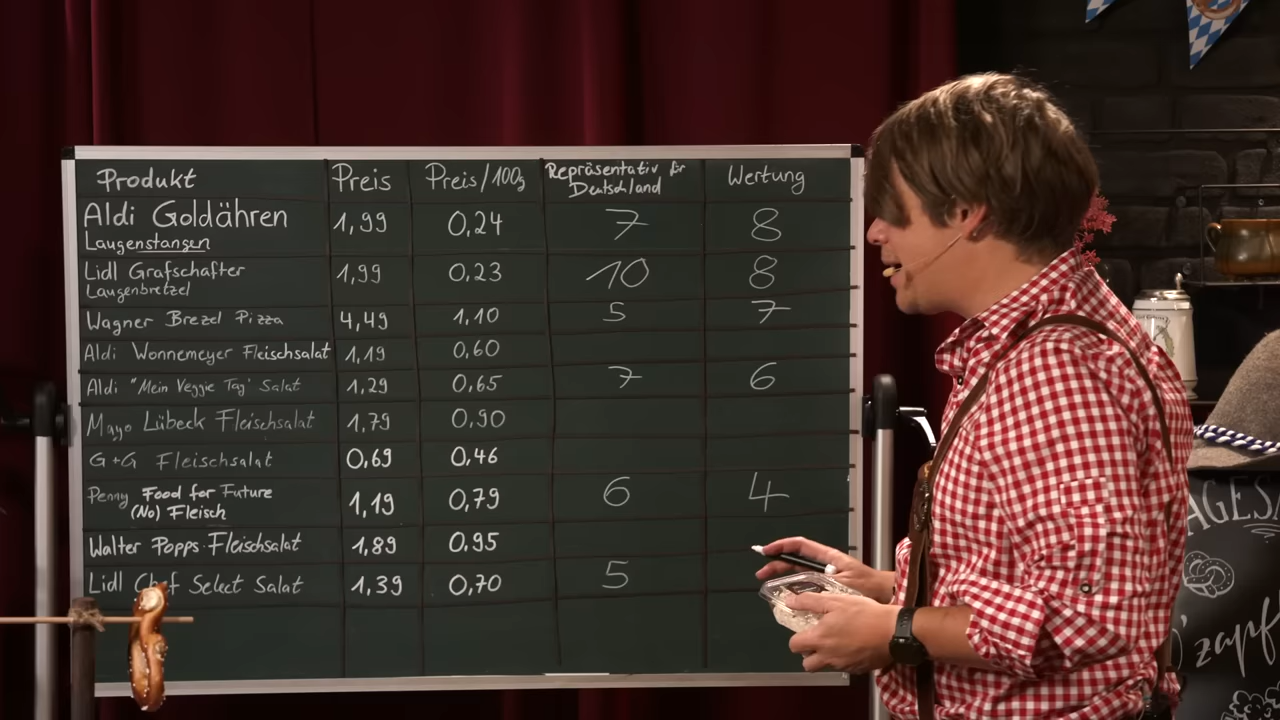 Produkt Preis Preis/100g Repräsentativ für Deutschland Wertung
Aldi Goldähren 1,99 0,24 7 8
Laugenstangen
Lidl Grafschafter 1,99 0,23 10 8
Laugenbretzel
Wagner Brezel Pizza 4,49 1,10 5 7
Aldi Wonnemeyer Fleischsalat 1,19 0,60
Aldi "Mein Veggie Tag" Salat 1,29 0,65 7 6
Mayo Lübeck Fleischsalat 1,79 0,90
G+G Fleischsalat 0,69 0,46
Penny Food for Future 1,19 0,79 6 4
(No) Fleisch
Walter Popps Fleischsalat 1,89 0,95
Lidl Chef Select Salat 1,39 0,70 5
O'zapf